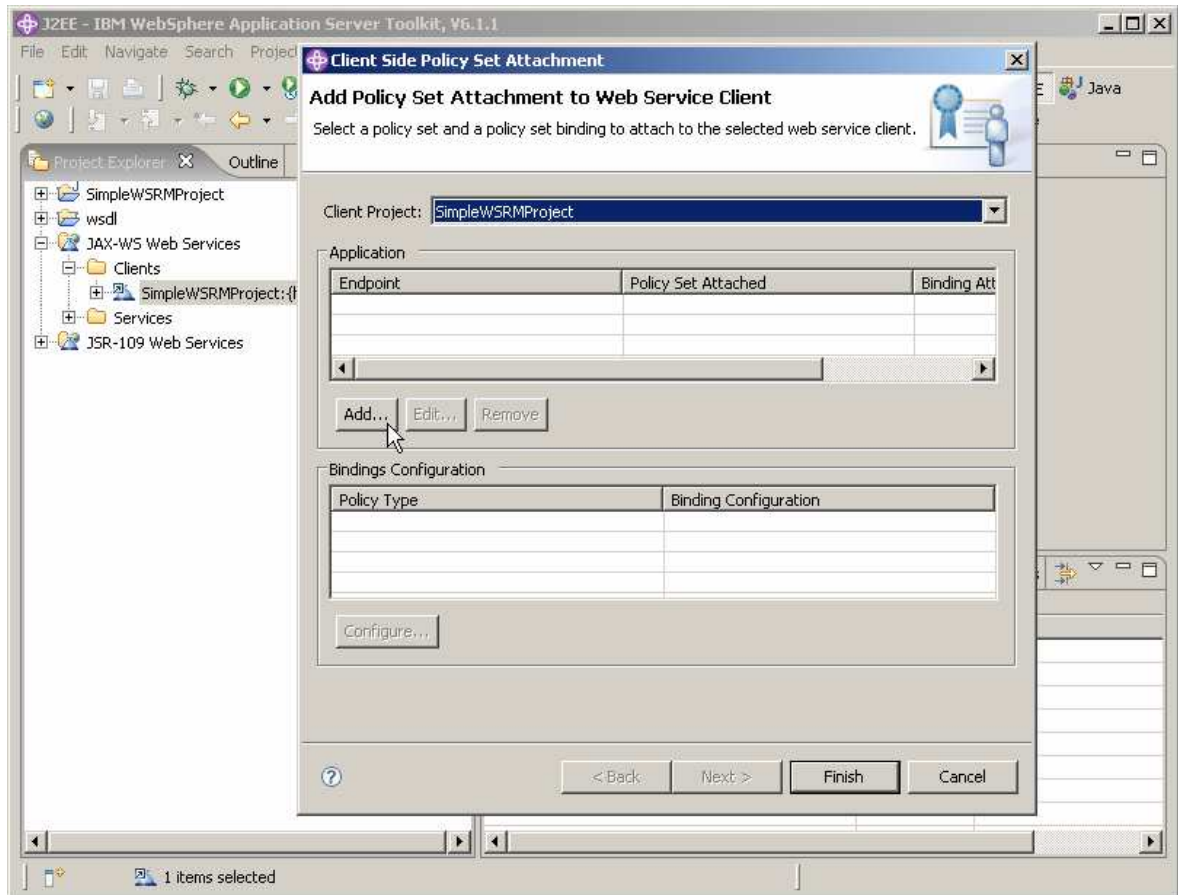 J2EE - IBM WebSphere Application Server Toolkit, V6.1.1
File Edit Navigate Search Project
Java
Project Explorer
Outline
SimpleWSRMProject
wsdl
JAX-WS Web Services
Clients
SimpleWSRMProject:{h
Services
JSR-109 Web Services
1 items selected
Client Side Policy Set Attachment
Add Policy Set Attachment to Web Service Client
Select a policy set and a policy set binding to attach to the selected web service client.
Client Project: SimpleWSRMProject
Application
Endpoint Policy Set Attached Binding Att
Add... Edit... Remove
Bindings Configuration
Policy Type Binding Configuration
Configure...
< Back Next > Finish Cancel